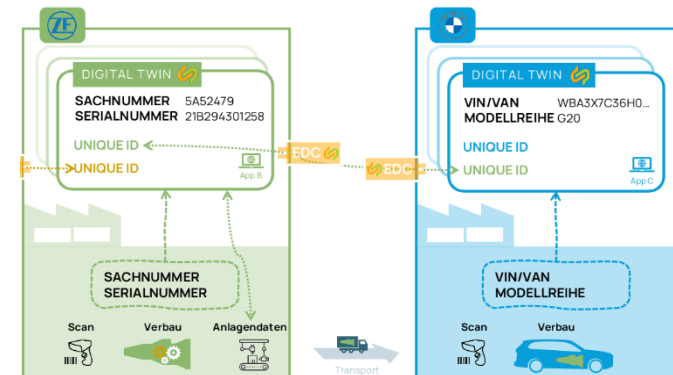 ZF
DIGITAL TWIN
SACHNUMMER 5A52479
SERIALNUMMER 21B294301258
UNIQUE ID
UNIQUE ID
App B
EDC
EDC
DIGITAL TWIN
VIN/VAN WBA3X7C36H0...
MODELLREIHE G20
UNIQUE ID
UNIQUE ID
App C
SACHNUMMER
SERIALNUMMER
Scan Verbau Anlagendaten
Transport
VIN/VAN
MODELLREIHE
Scan Verbau